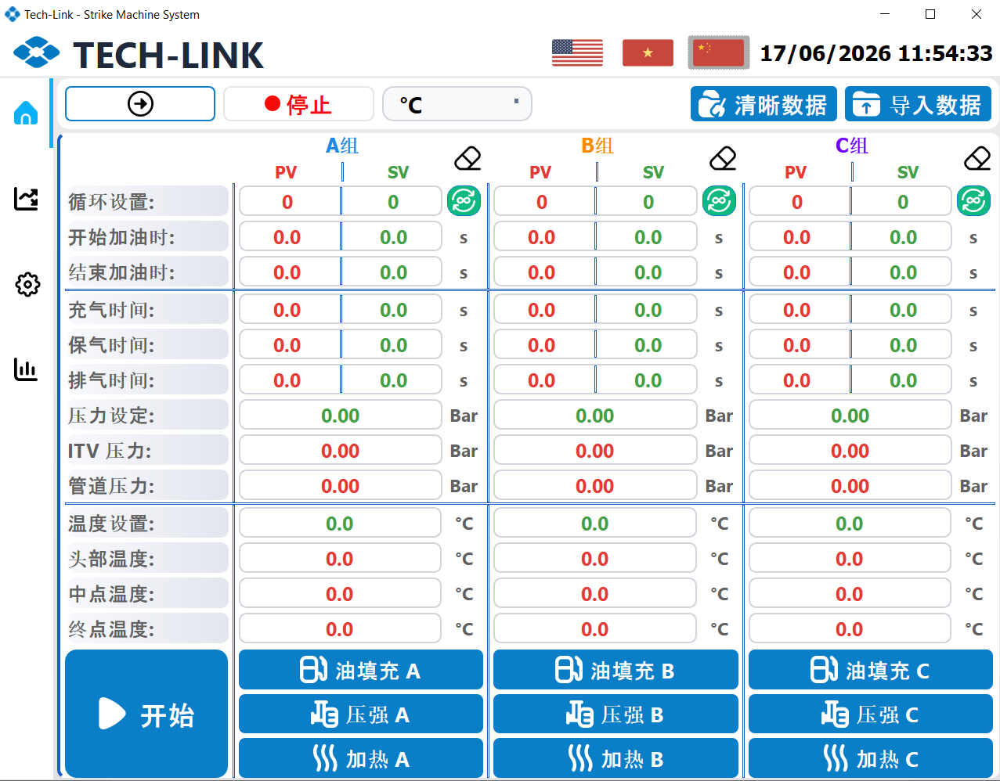 Tech-Link - Strike Machine System
TECH-LINK
17/06/2026 11:54:33
停止
°C
清晰数据
导入数据
A组
B组
C组
PV SV PV SV PV SV
循环设置: 0 0 0 0 0 0
开始加油时: 0.0 0.0 s 0.0 0.0 s 0.0 0.0 s
结束加油时: 0.0 0.0 s 0.0 0.0 s 0.0 0.0 s
充气时间: 0.0 0.0 s 0.0 0.0 s 0.0 0.0 s
保气时间: 0.0 0.0 s 0.0 0.0 s 0.0 0.0 s
排气时间: 0.0 0.0 s 0.0 0.0 s 0.0 0.0 s
压力设定: 0.00 Bar 0.00 Bar 0.00 Bar
ITV 压力: 0.00 Bar 0.00 Bar 0.00 Bar
管道压力: 0.00 Bar 0.00 Bar 0.00 Bar
温度设置: 0.0 °C 0.0 °C 0.0 °C
头部温度: 0.0 °C 0.0 °C 0.0 °C
中点温度: 0.0 °C 0.0 °C 0.0 °C
终点温度: 0.0 °C 0.0 °C 0.0 °C
开始
油填充 A 油填充 B 油填充 C
压强 A 压强 B 压强 C
加热 A 加热 B 加热 C